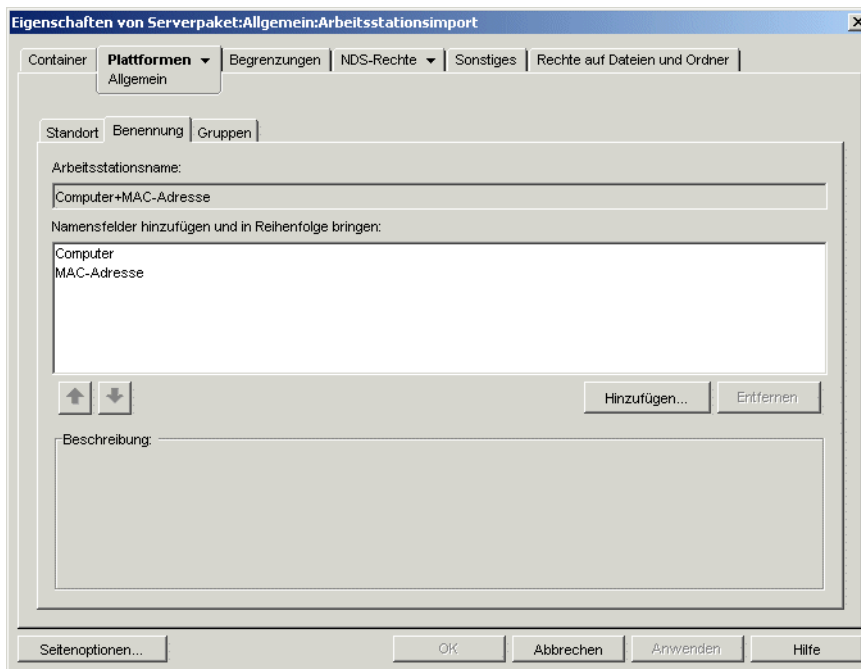 Eigenschaften von Serverpaket:Allgemein:Arbeitsstationsimport
Container Plattformen Begrenzungen NDS-Rechte Sonstiges Rechte auf Dateien und Ordner
Allgemein
Standort Benennung Gruppen
Arbeitsstationsname:
Computer+MAC-Adresse
Namensfelder hinzufügen und in Reihenfolge bringen:
Computer
MAC-Adresse
Hinzufügen... Entfernen
Beschreibung:
Seitenoptionen... OK Abbrechen Anwenden Hilfe